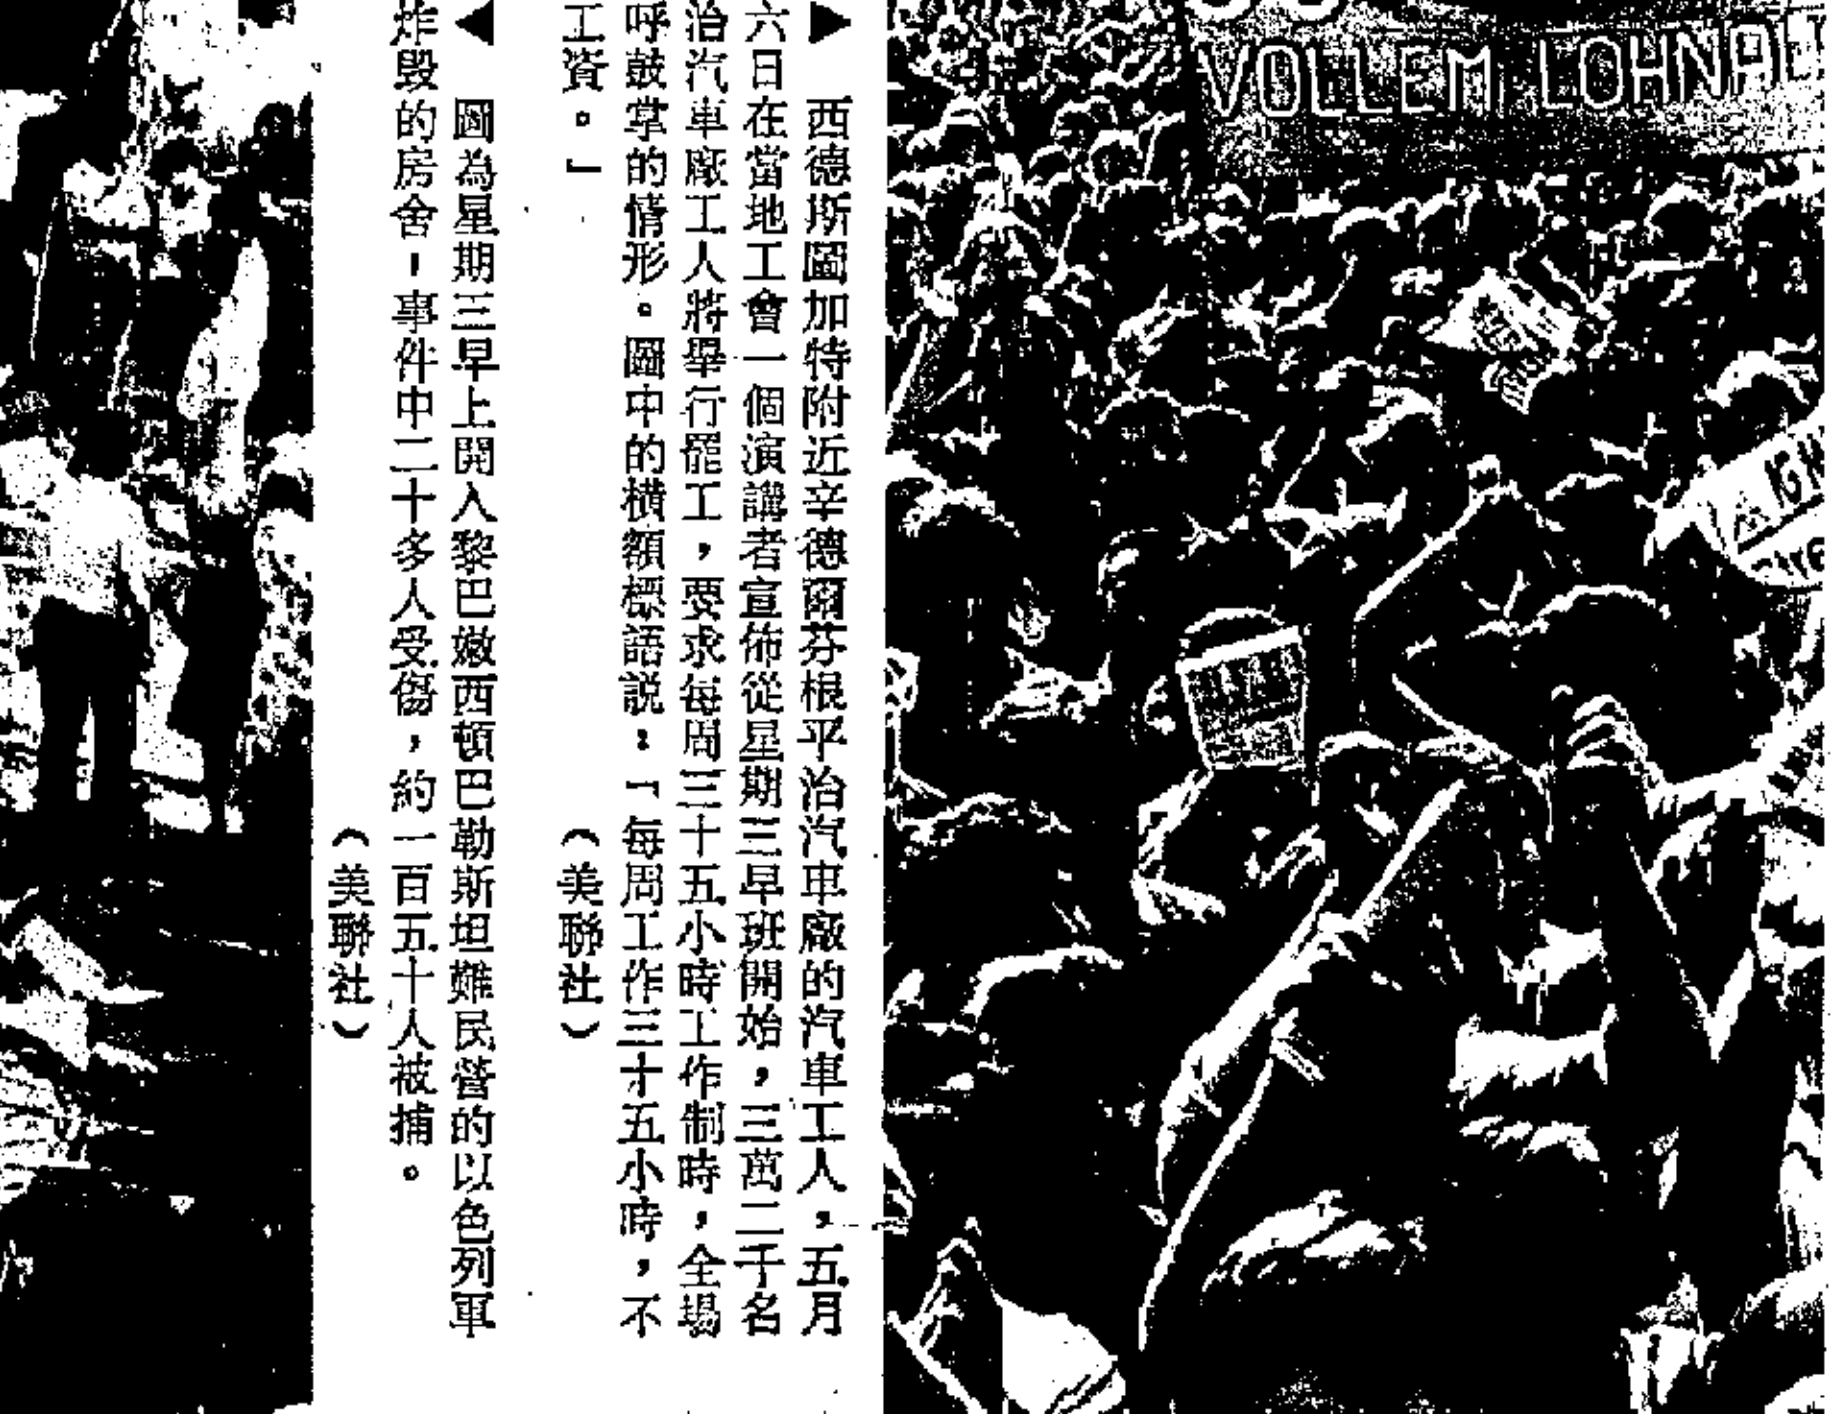 VOLLEM LOHNA
IG M
▶西德斯圖加特附近辛德爾芬根平治汽車廠的汽車工人，五月
六日在當地工會一個演講者宣佈從星期三早班開始，三萬二千名
治汽車廠工人將舉行罷工，要求每周三十五小時工作制時，全場
呼鼓掌的情形。圖中的橫額標語説：「每周工作三十五小時，不
工資。」（美聯社）
◀圖為星期三早上開入黎巴嫩西頓巴勒斯坦難民營的以色列軍
炸毀的房舍，事件中二十多人受傷，約一百五十人被捕。
（美聯社）